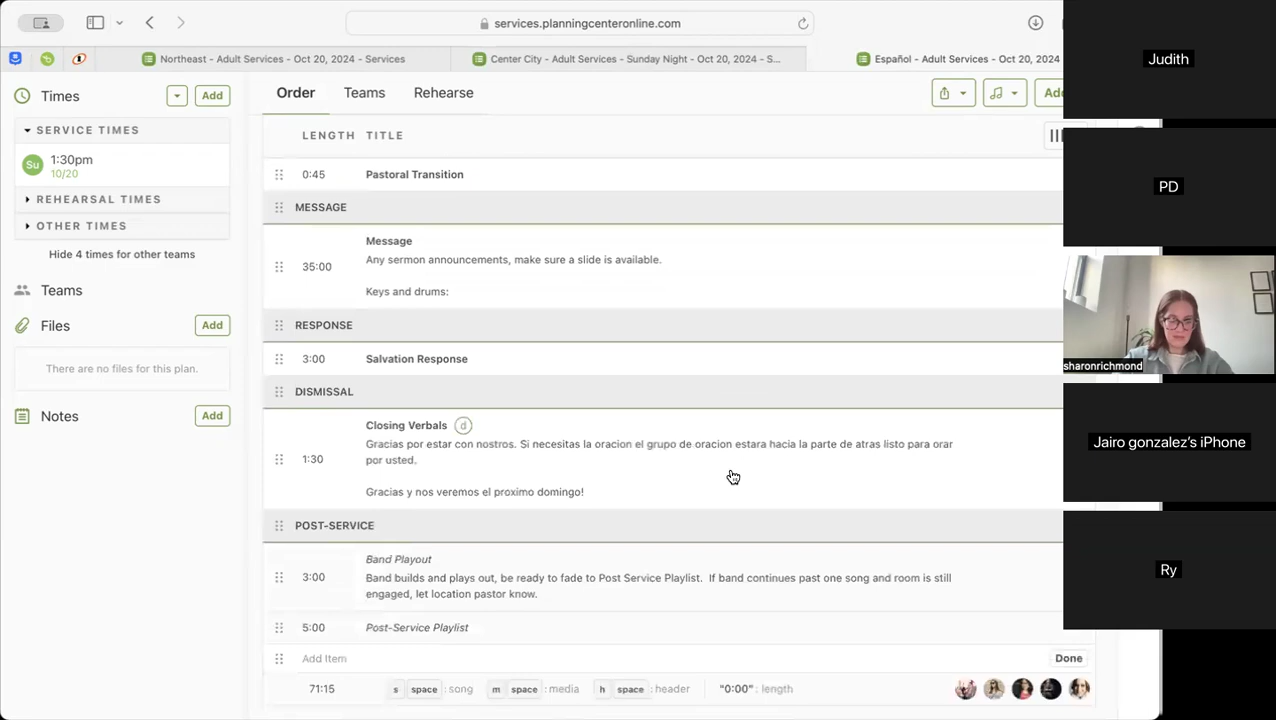 services.planningcenteronline.com
Northeast - Adult Services - Oct 20, 2024 - Services
Center City - Adult Services - Sunday Night - Oct 20, 2024 - S...
Español - Adult Services - Oct 20, 2024
Times
Add
SERVICE TIMES
Su
1:30pm
10/20
REHEARSAL TIMES
OTHER TIMES
Hide 4 times for other teams
Teams
Files
Add
There are no files for this plan.
Notes
Add
Order
Teams
Rehearse
LENGTH TITLE
0:45 Pastoral Transition
MESSAGE
Message
35:00
Any sermon announcements, make sure a slide is available.
Keys and drums:
RESPONSE
3:00 Salvation Response
DISMISSAL
Closing Verbals d
Gracias por estar con nostros. Si necesitas la oracion el grupo de oracion estara hacia la parte de atras listo para orar
1:30
por usted.
Gracias y nos veremos el proximo domingo!
POST-SERVICE
Band Playout
3:00
Band builds and plays out, be ready to fade to Post Service Playlist. If band continues past one song and room is still
engaged, let location pastor know.
5:00 Post-Service Playlist
Add Item Done
71:15 s space : song m space : media h space : header "0:00" : length
Judith
PD
sharonrichmond
Jairo gonzalez's iPhone
Ry